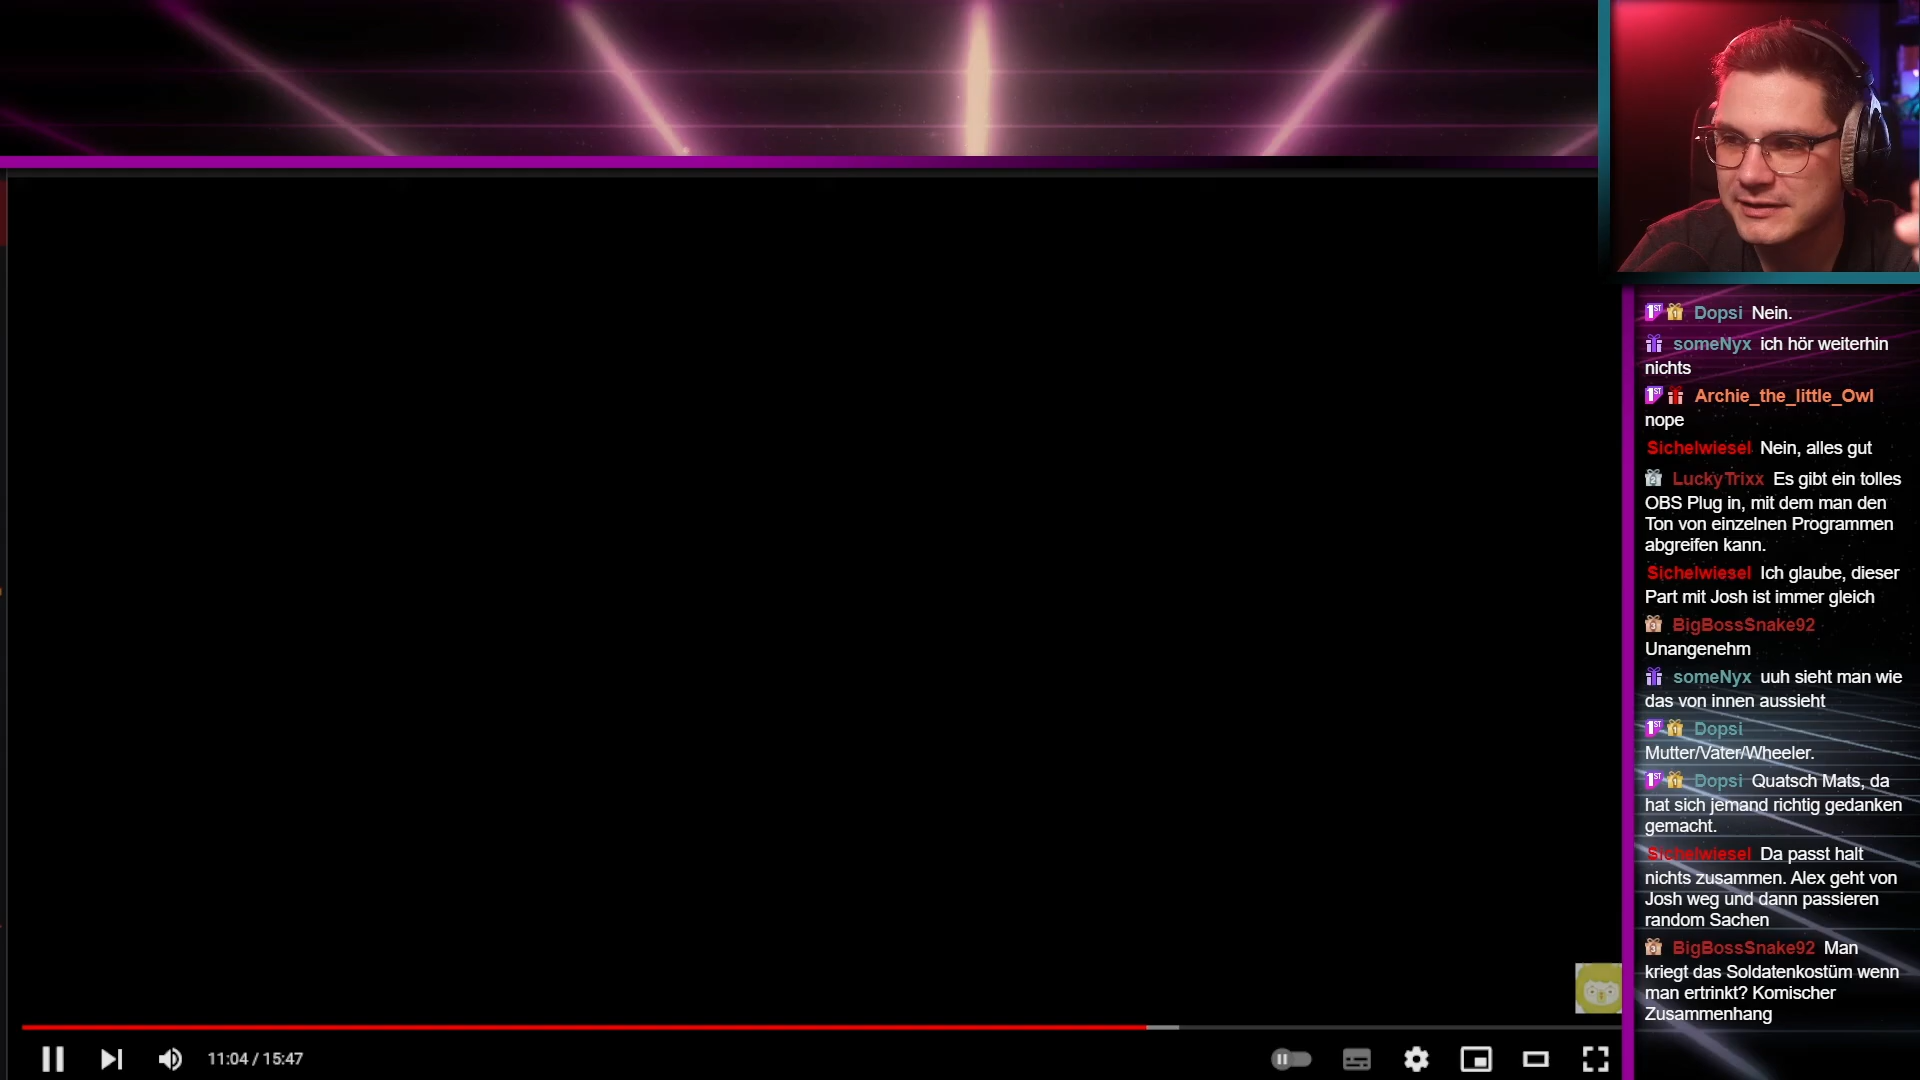 Dopsi Nein.
someNyx ich hör weiterhin
nichts
Archie_the_little_Owl
nope
Sichelwiesel Nein, alles gut
LuckyTrixx Es gibt ein tolles
OBS Plug in, mit dem man den
Ton von einzelnen Programmen
abgreifen kann.
Sichelwiesel Ich glaube, dieser
Part mit Josh ist immer gleich
BigBossSnake92
Unangenehm
someNyx uuh sieht man wie
das von innen aussieht
Dopsi
Mutter/Vater/Wheeler.
Dopsi Quatsch Mats, da
hat sich jemand richtig gedanken
gemacht.
Sichelwiesel Da passt halt
nichts zusammen. Alex geht von
Josh weg und dann passieren
random Sachen
BigBossSnake92 Man
kriegt das Soldatenkostüm wenn
man ertrinkt? Komischer
Zusammenhang
11:04 / 15:47